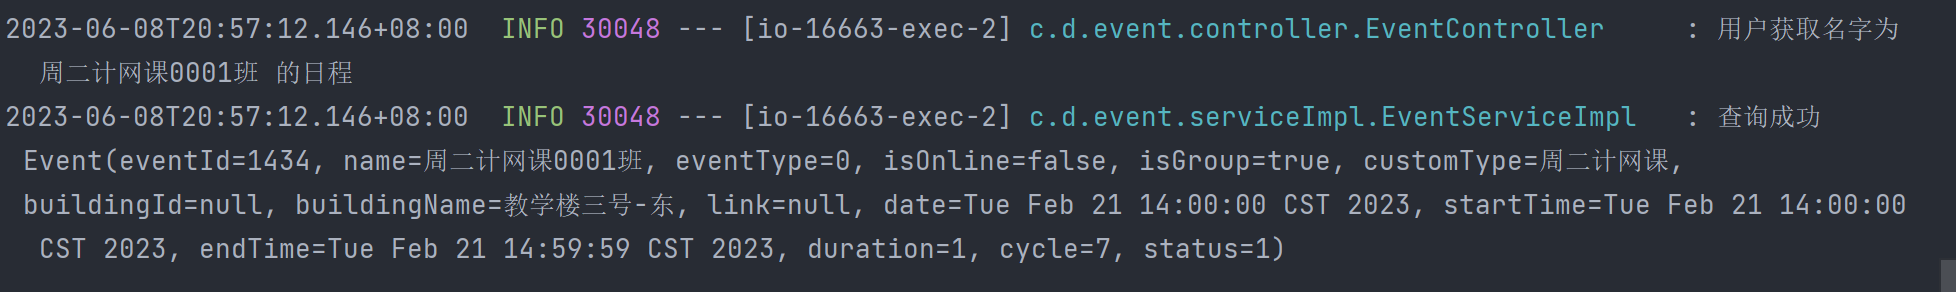 2023-06-08T20:57:12.146+08:00  INFO 30048 --- [io-16663-exec-2] c.d.event.controller.EventController     : 用户获取名字为
周二计网课0001班 的日程
2023-06-08T20:57:12.146+08:00  INFO 30048 --- [io-16663-exec-2] c.d.event.serviceImpl.EventServiceImpl   : 查询成功
Event(eventId=1434, name=周二计网课0001班, eventType=0, isOnline=false, isGroup=true, customType=周二计网课,
buildingId=null, buildingName=教学楼三号-东, link=null, date=Tue Feb 21 14:00:00 CST 2023, startTime=Tue Feb 21 14:00:00
CST 2023, endTime=Tue Feb 21 14:59:59 CST 2023, duration=1, cycle=7, status=1)